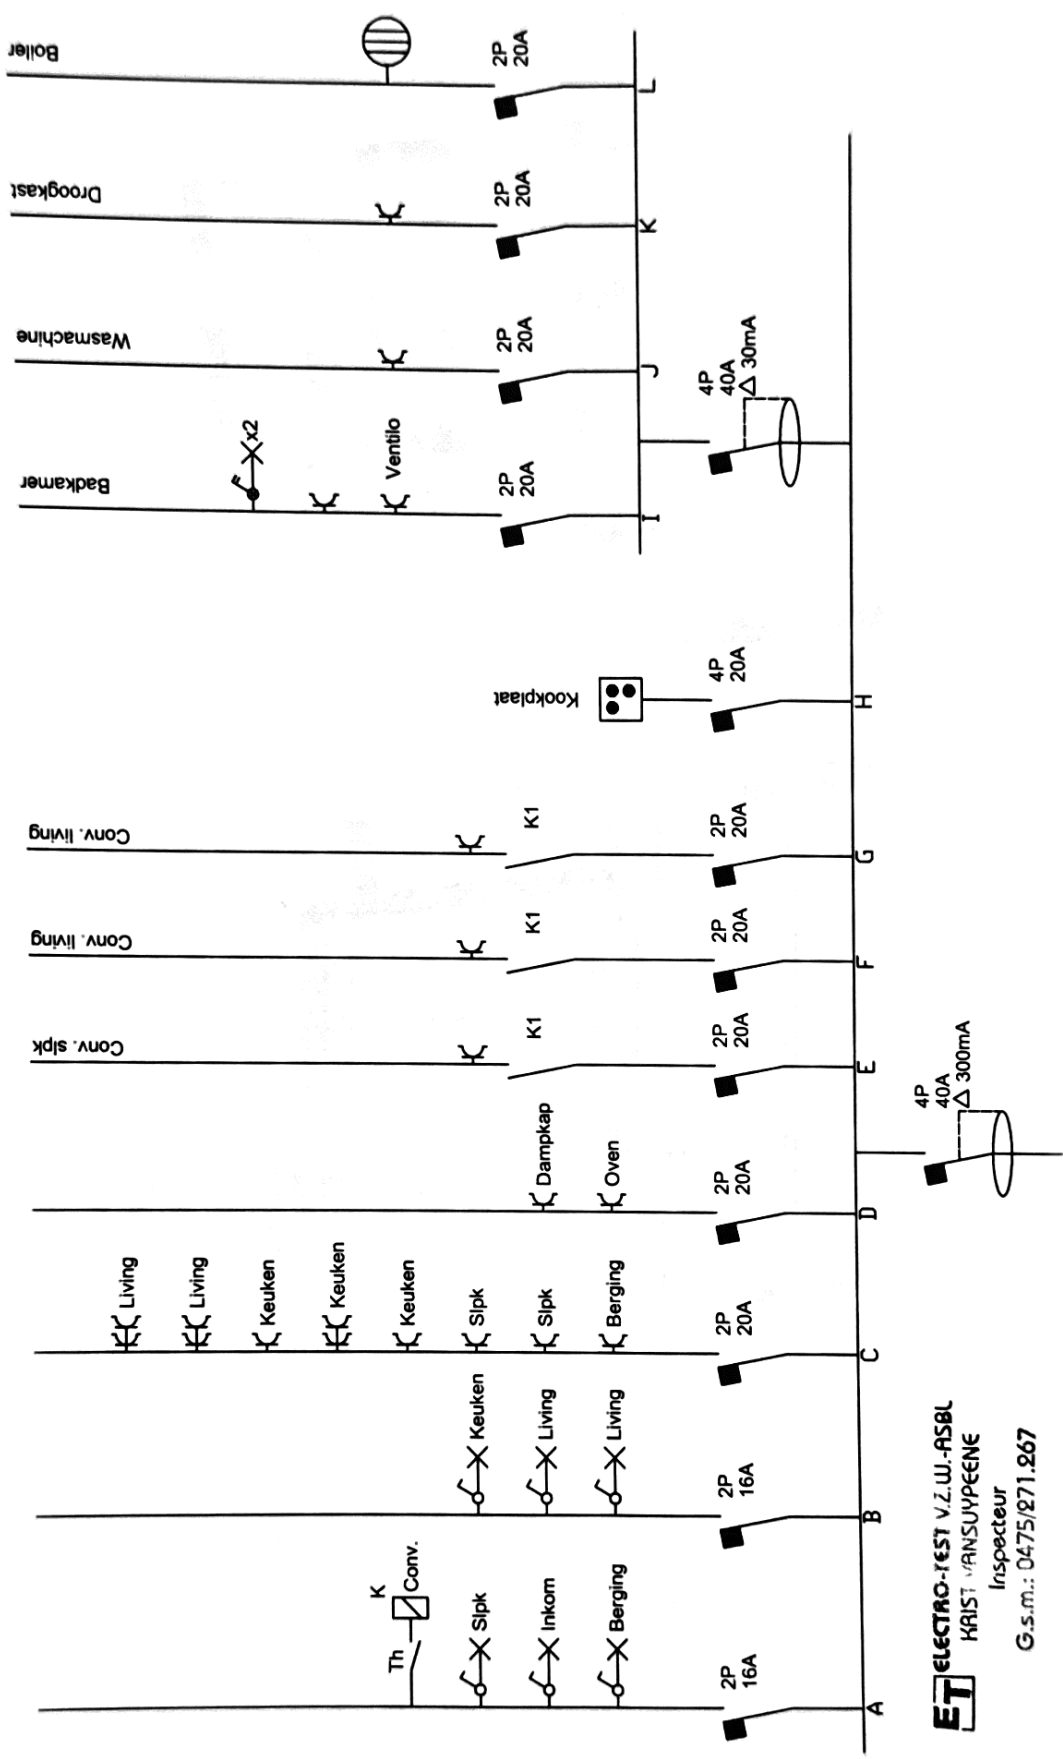 Boiler
2P
20A
L
Droogkast
2P
20A
K
Wasmachine
2P
20A
J
Badkamer
x2
Ventilo
2P
20A
I
4P
40A
Δ 30mA
Kookplaat
4P
20A
H
Conv. living
K1
2P
20A
G
Conv. living
K1
2P
20A
F
Conv. slpk
K1
2P
20A
E
4P
40A
Δ 300mA
Dampkap
Oven
2P
20A
D
Living
Living
Keuken
Keuken
Keuken
Slpk
Slpk
Berging
2P
20A
C
Keuken
Living
Living
2P
16A
B
K
Conv.
Th
Slpk
Inkom
Berging
2P
16A
A
ET ELECTRO-TEST V.Z.W.-ASBL
KRIST VANSUYPEENE
Inspecteur
G.s.m.: 0475/271.267